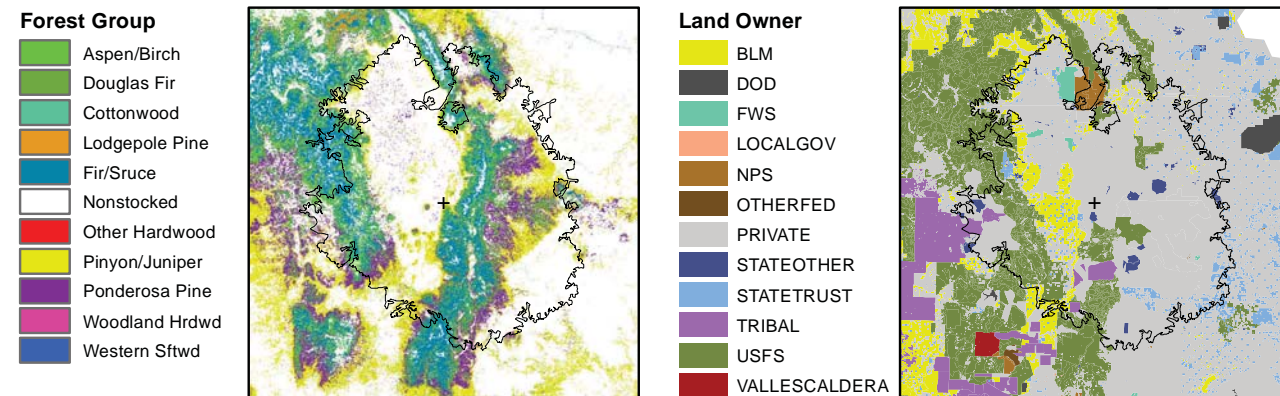 Forest Group
Aspen/Birch
Douglas Fir
Cottonwood
Lodgepole Pine
Fir/Sruce
Nonstocked
Other Hardwood
Pinyon/Juniper
Ponderosa Pine
Woodland Hrdwd
Western Sftwd
Land Owner
BLM
DOD
FWS
LOCALGOV
NPS
OTHERFED
PRIVATE
STATEOTHER
STATETRUST
TRIBAL
USFS
VALLESCALDERA